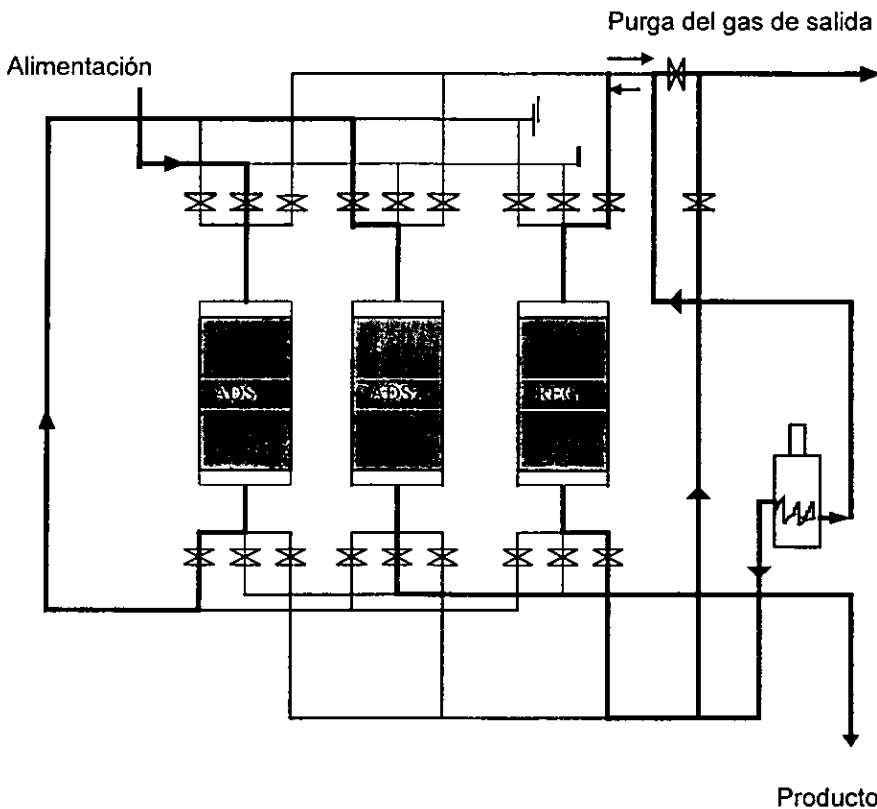 Purga del gas de salida
Alimentación
ADS.
ADS.
REG
Producto